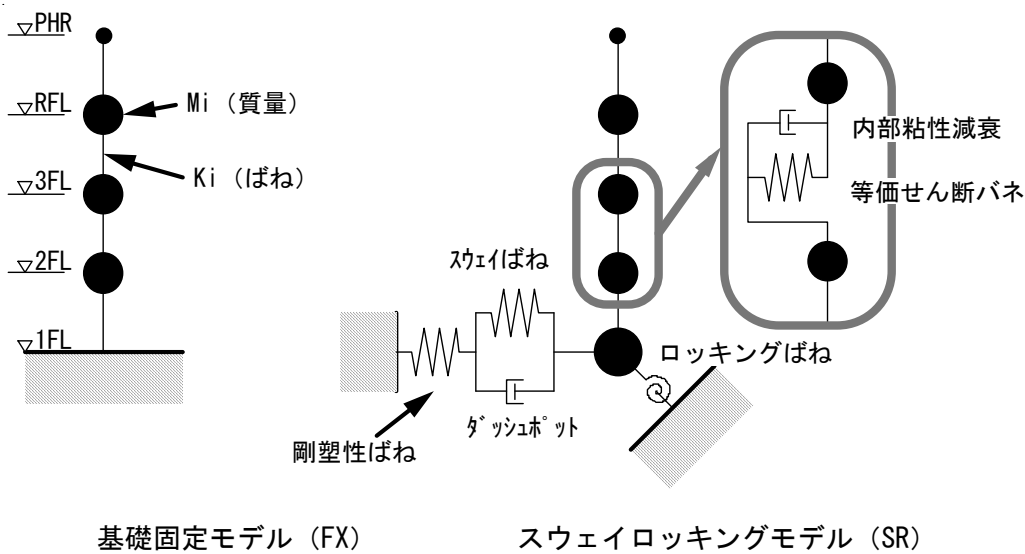 ▽PHR
▽RFL
▽3FL
▽2FL
▽1FL
Mi（質量）
Ki（ばね）
内部粘性減衰
等価せん断バネ
スウェイばね
ロッキングばね
ダッシュポット
剛塑性ばね
基礎固定モデル（FX）
スウェイロッキングモデル（SR）